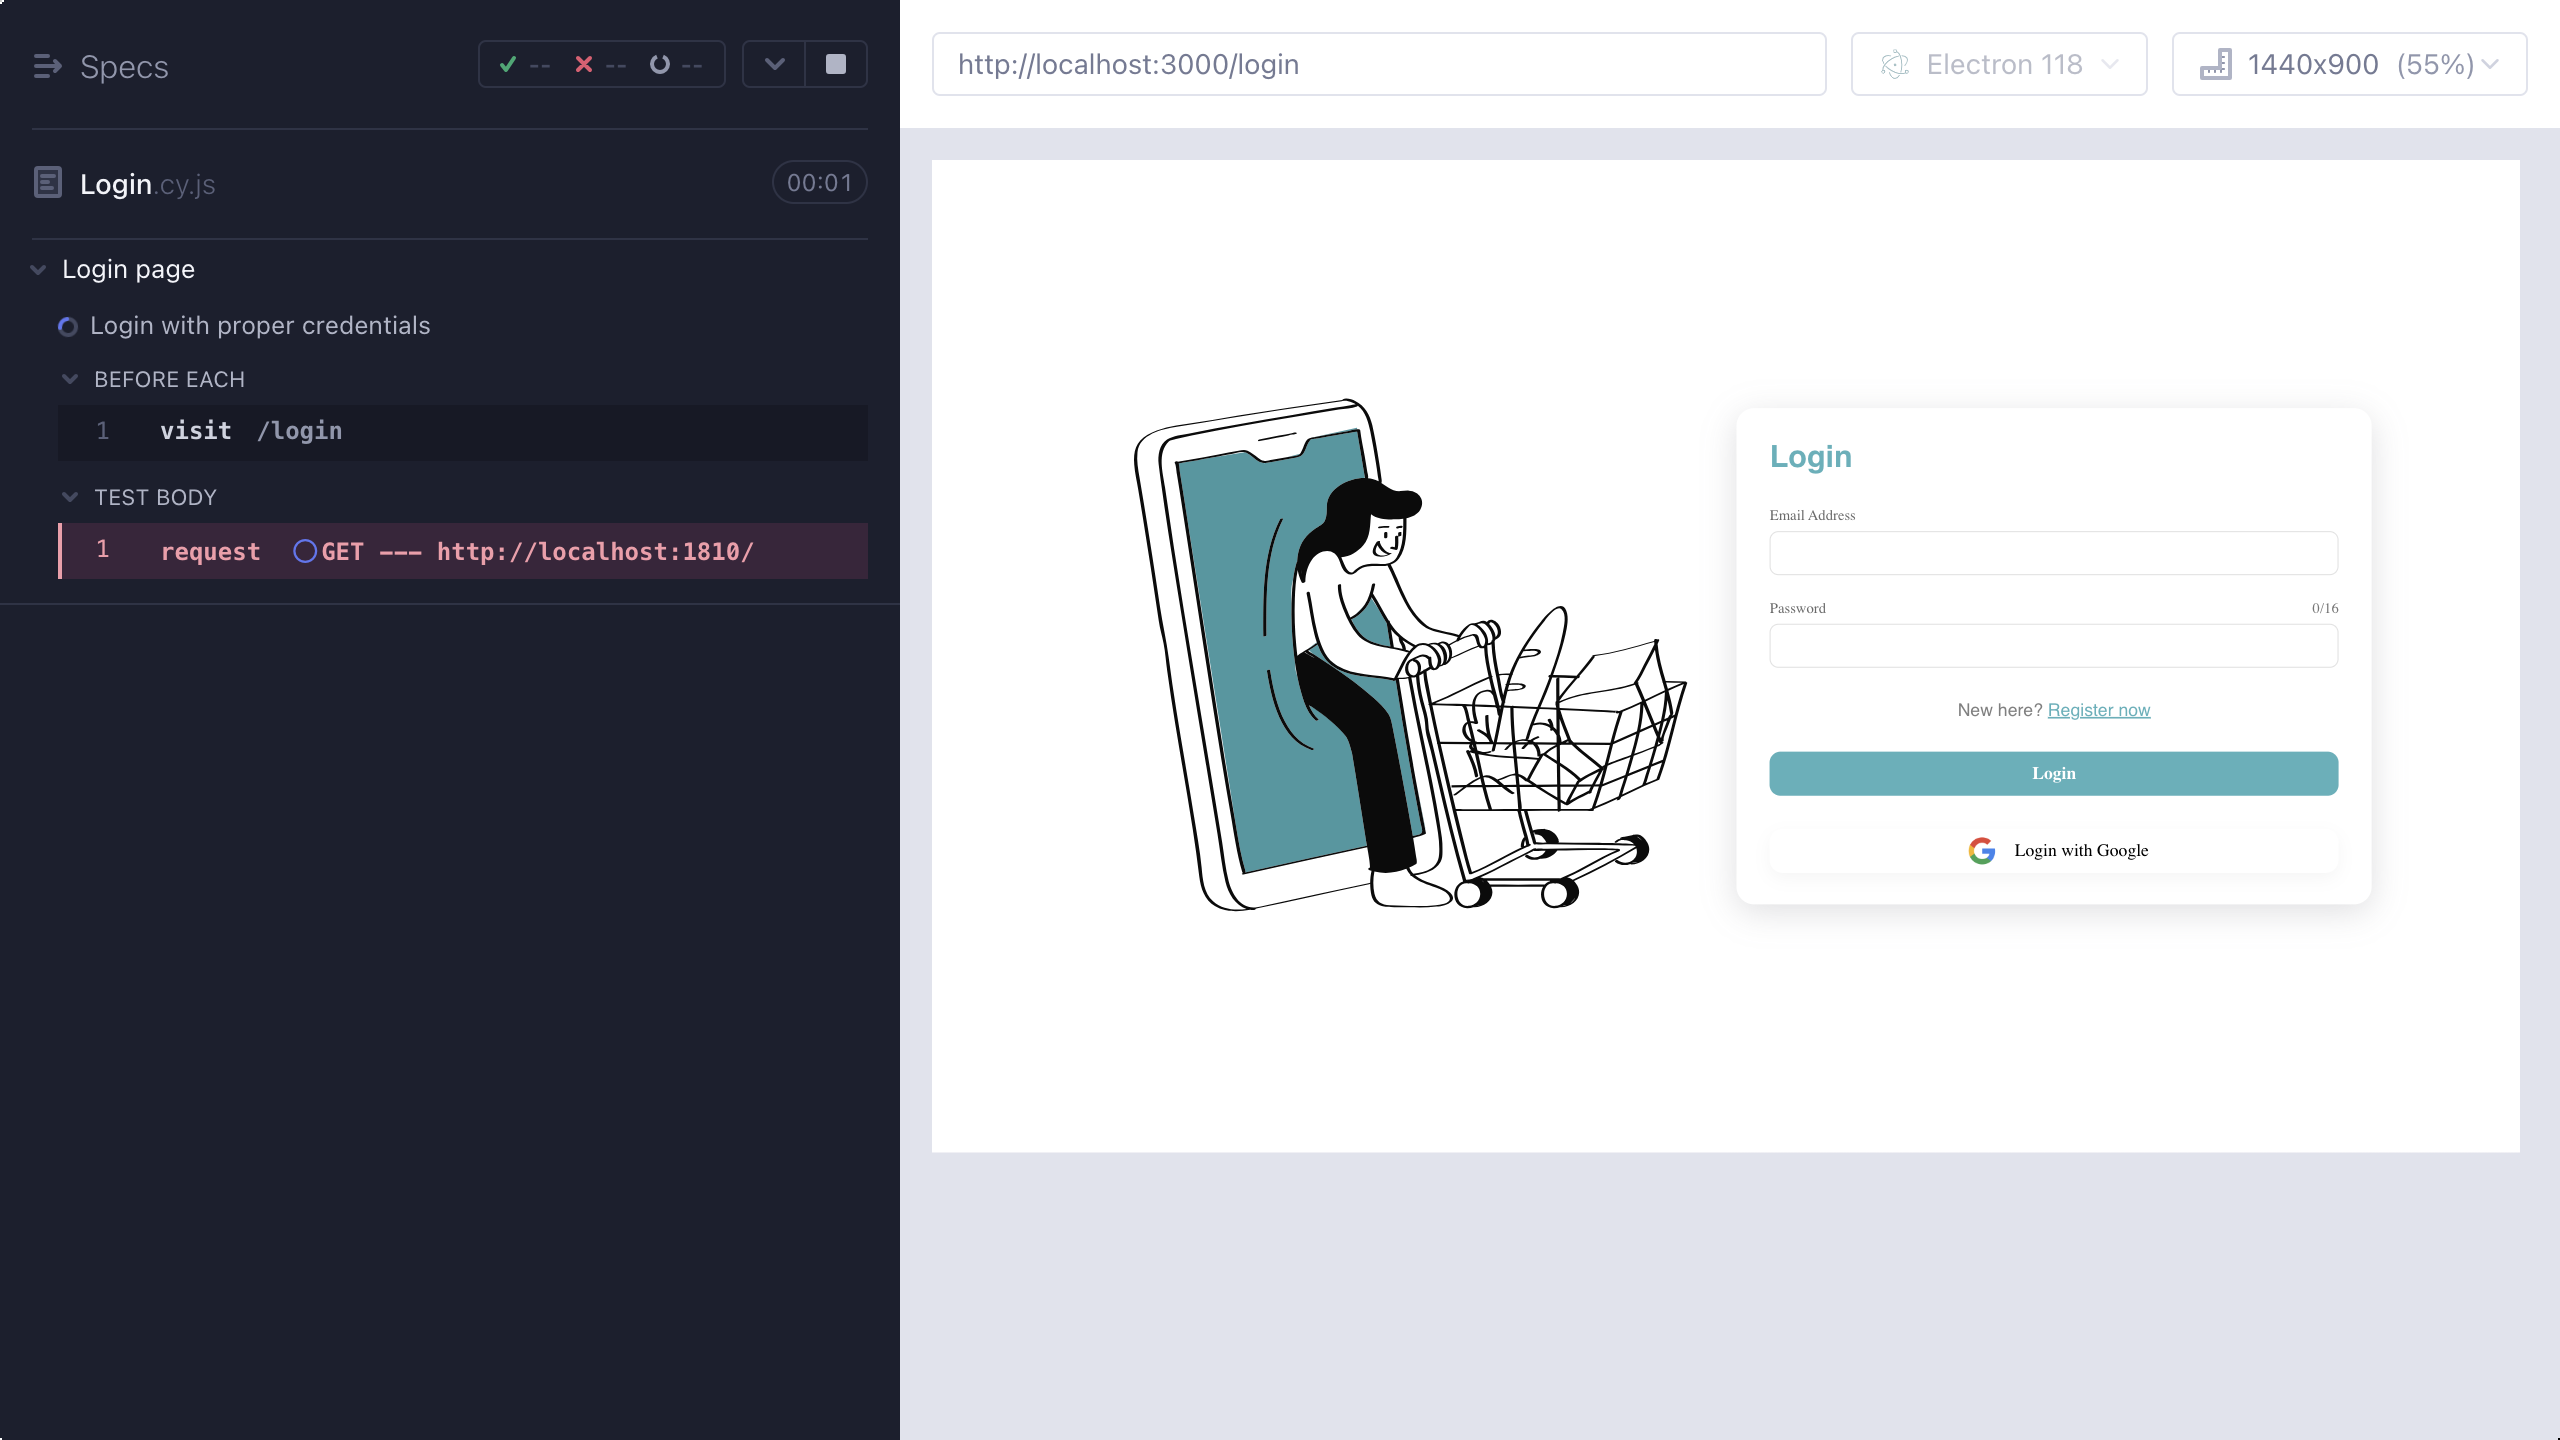 Specs
-- -- --
Login.cy.js
00:01
Login page
Login with proper credentials
BEFORE EACH
1 visit /login
TEST BODY
1 request GET --- http://localhost:1810/
http://localhost:3000/login
Electron 118
1440x900 (55%)
Login
Email Address
Password 0/16
New here? Register now
Login
Login with Google